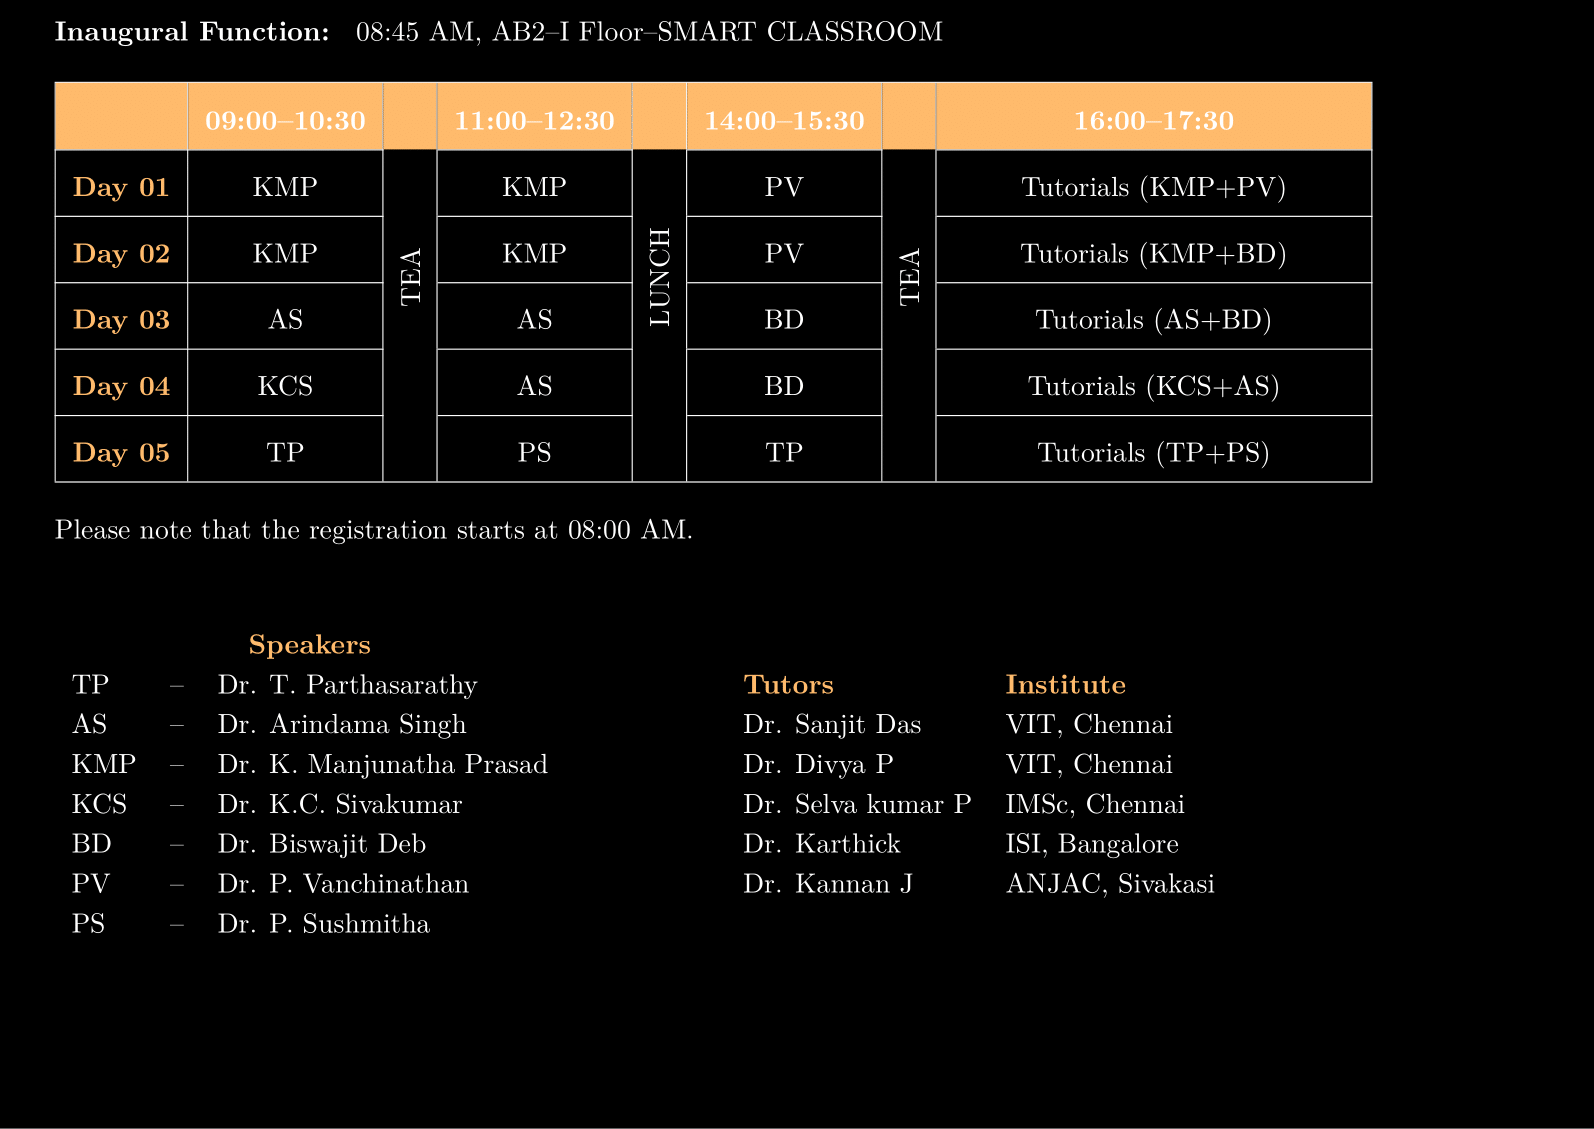 Inaugural Function: 08:45 AM, AB2–I Floor–SMART CLASSROOM
09:00–10:30 11:00–12:30 14:00–15:30 16:00–17:30
Day 01 KMP KMP PV Tutorials (KMP+PV)
Day 02 KMP KMP PV Tutorials (KMP+BD)
TEA LUNCH TEA
Day 03 AS AS BD Tutorials (AS+BD)
Day 04 KCS AS BD Tutorials (KCS+AS)
Day 05 TP PS TP Tutorials (TP+PS)
Please note that the registration starts at 08:00 AM.
Speakers
TP – Dr. T. Parthasarathy
AS – Dr. Arindama Singh
KMP – Dr. K. Manjunatha Prasad
KCS – Dr. K.C. Sivakumar
BD – Dr. Biswajit Deb
PV – Dr. P. Vanchinathan
PS – Dr. P. Sushmitha
Tutors Institute
Dr. Sanjit Das VIT, Chennai
Dr. Divya P VIT, Chennai
Dr. Selva kumar P IMSc, Chennai
Dr. Karthick ISI, Bangalore
Dr. Kannan J ANJAC, Sivakasi